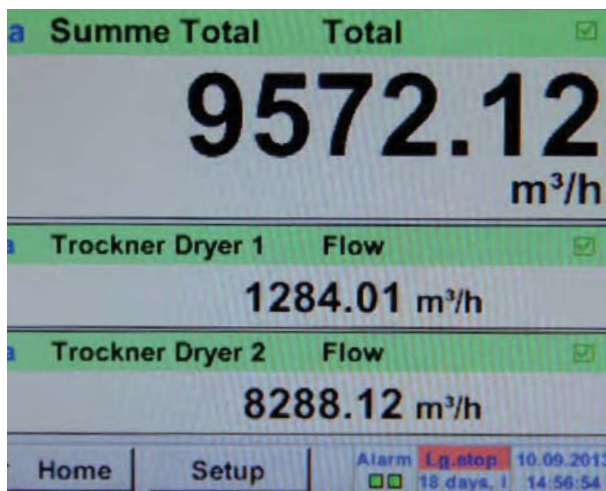 a Summe Total Total
9572.12
m³/h
a Trockner Dryer 1 Flow
1284.01 m³/h
a Trockner Dryer 2 Flow
8288.12 m³/h
Home Setup Alarm Lg.stop 10.09.2013
18 days, 14:56:54